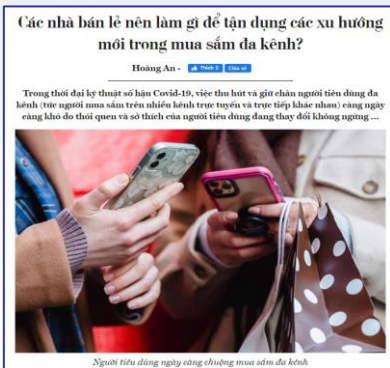 Các nhà bán lẻ nên làm gì để tận dụng các xu hướng
mới trong mua sắm đa kênh?
Hoàng An -
Thích 0
Chia sẻ
Trong thời đại kỹ thuật số hậu Covid-19, việc thu hút và giữ chân người tiêu dùng đa
kênh (tức người mua sắm trên nhiều kênh trực tuyến và trực tiếp khác nhau) càng ngày
càng khó do thói quen và sở thích của người tiêu dùng đang thay đổi không ngừng ...
Người tiêu dùng ngày càng chuộng mua sắm đa kênh